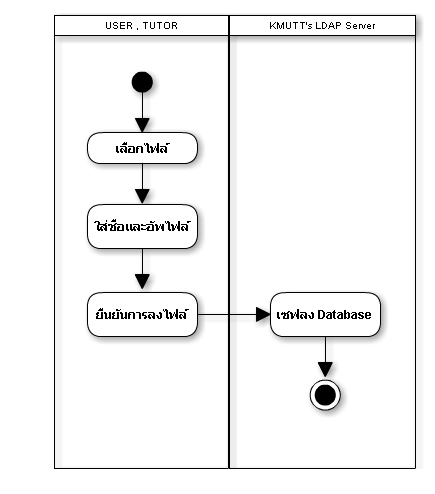 USER , TUTOR
KMUTT's LDAP Server
เลือกไฟล์
ใส่ชื่อและอัพไฟล์
ยืนยันการลงไฟล์
เซฟลง Database